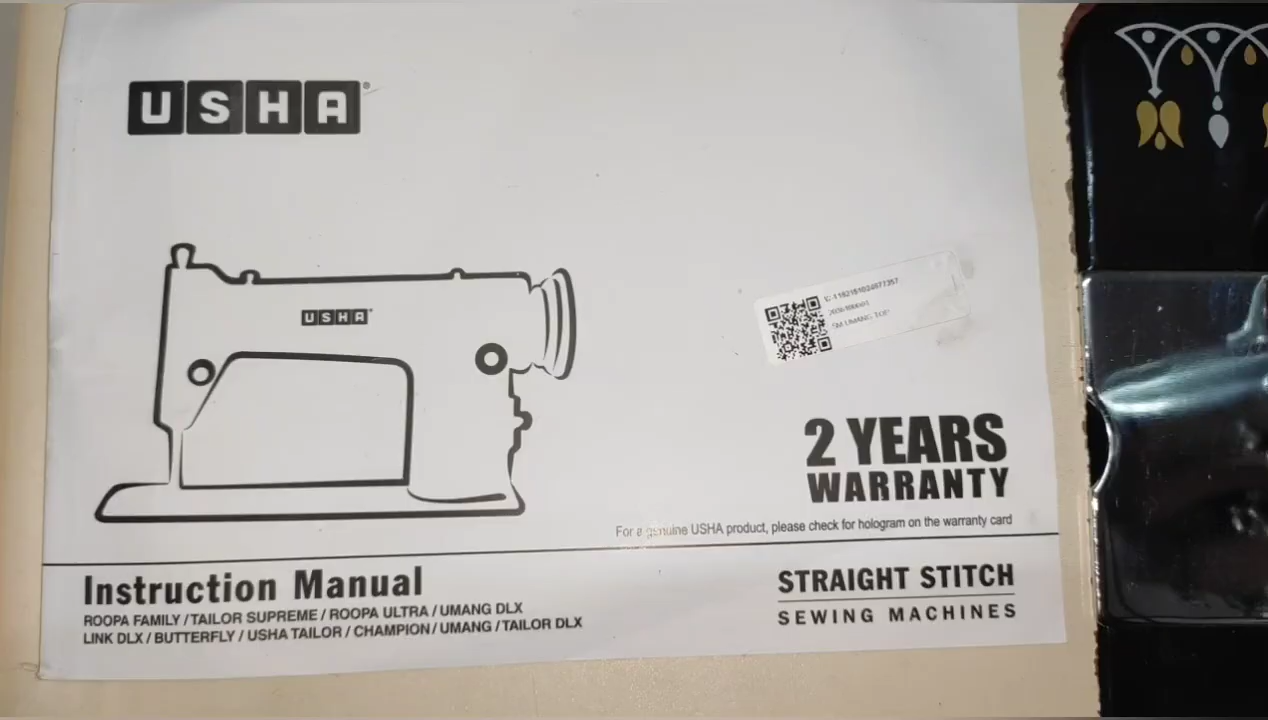 USHA
USHA
2 YEARS
WARRANTY
For a genuine USHA product, please check for hologram on the warranty card
Instruction Manual
ROOPA FAMILY / TAILOR SUPREME / ROOPA ULTRA / UMANG DLX
LINK DLX / BUTTERFLY / USHA TAILOR / CHAMPION / UMANG / TAILOR DLX
STRAIGHT STITCH
SEWING MACHINES